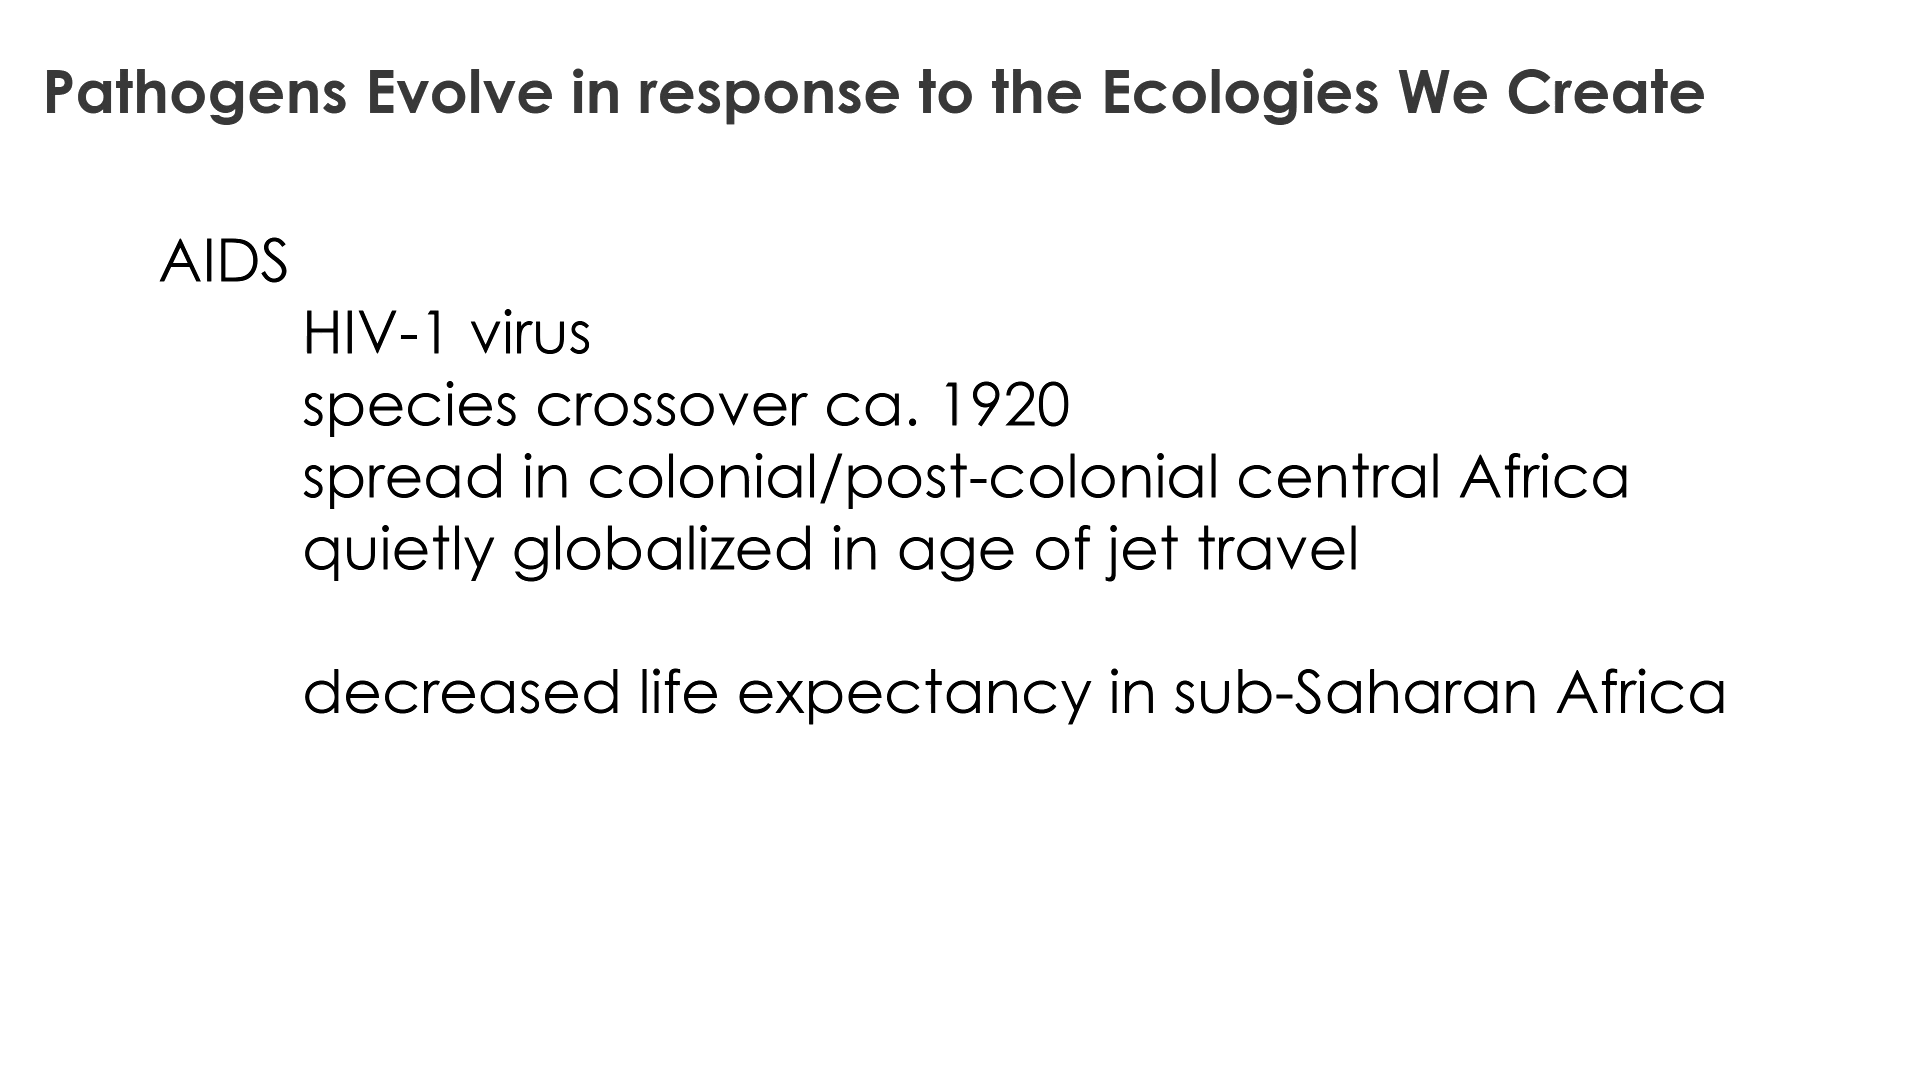 Pathogens Evolve in response to the Ecologies We Create
AIDS
HIV-1 virus
species crossover ca. 1920
spread in colonial/post-colonial central Africa
quietly globalized in age of jet travel
decreased life expectancy in sub-Saharan Africa